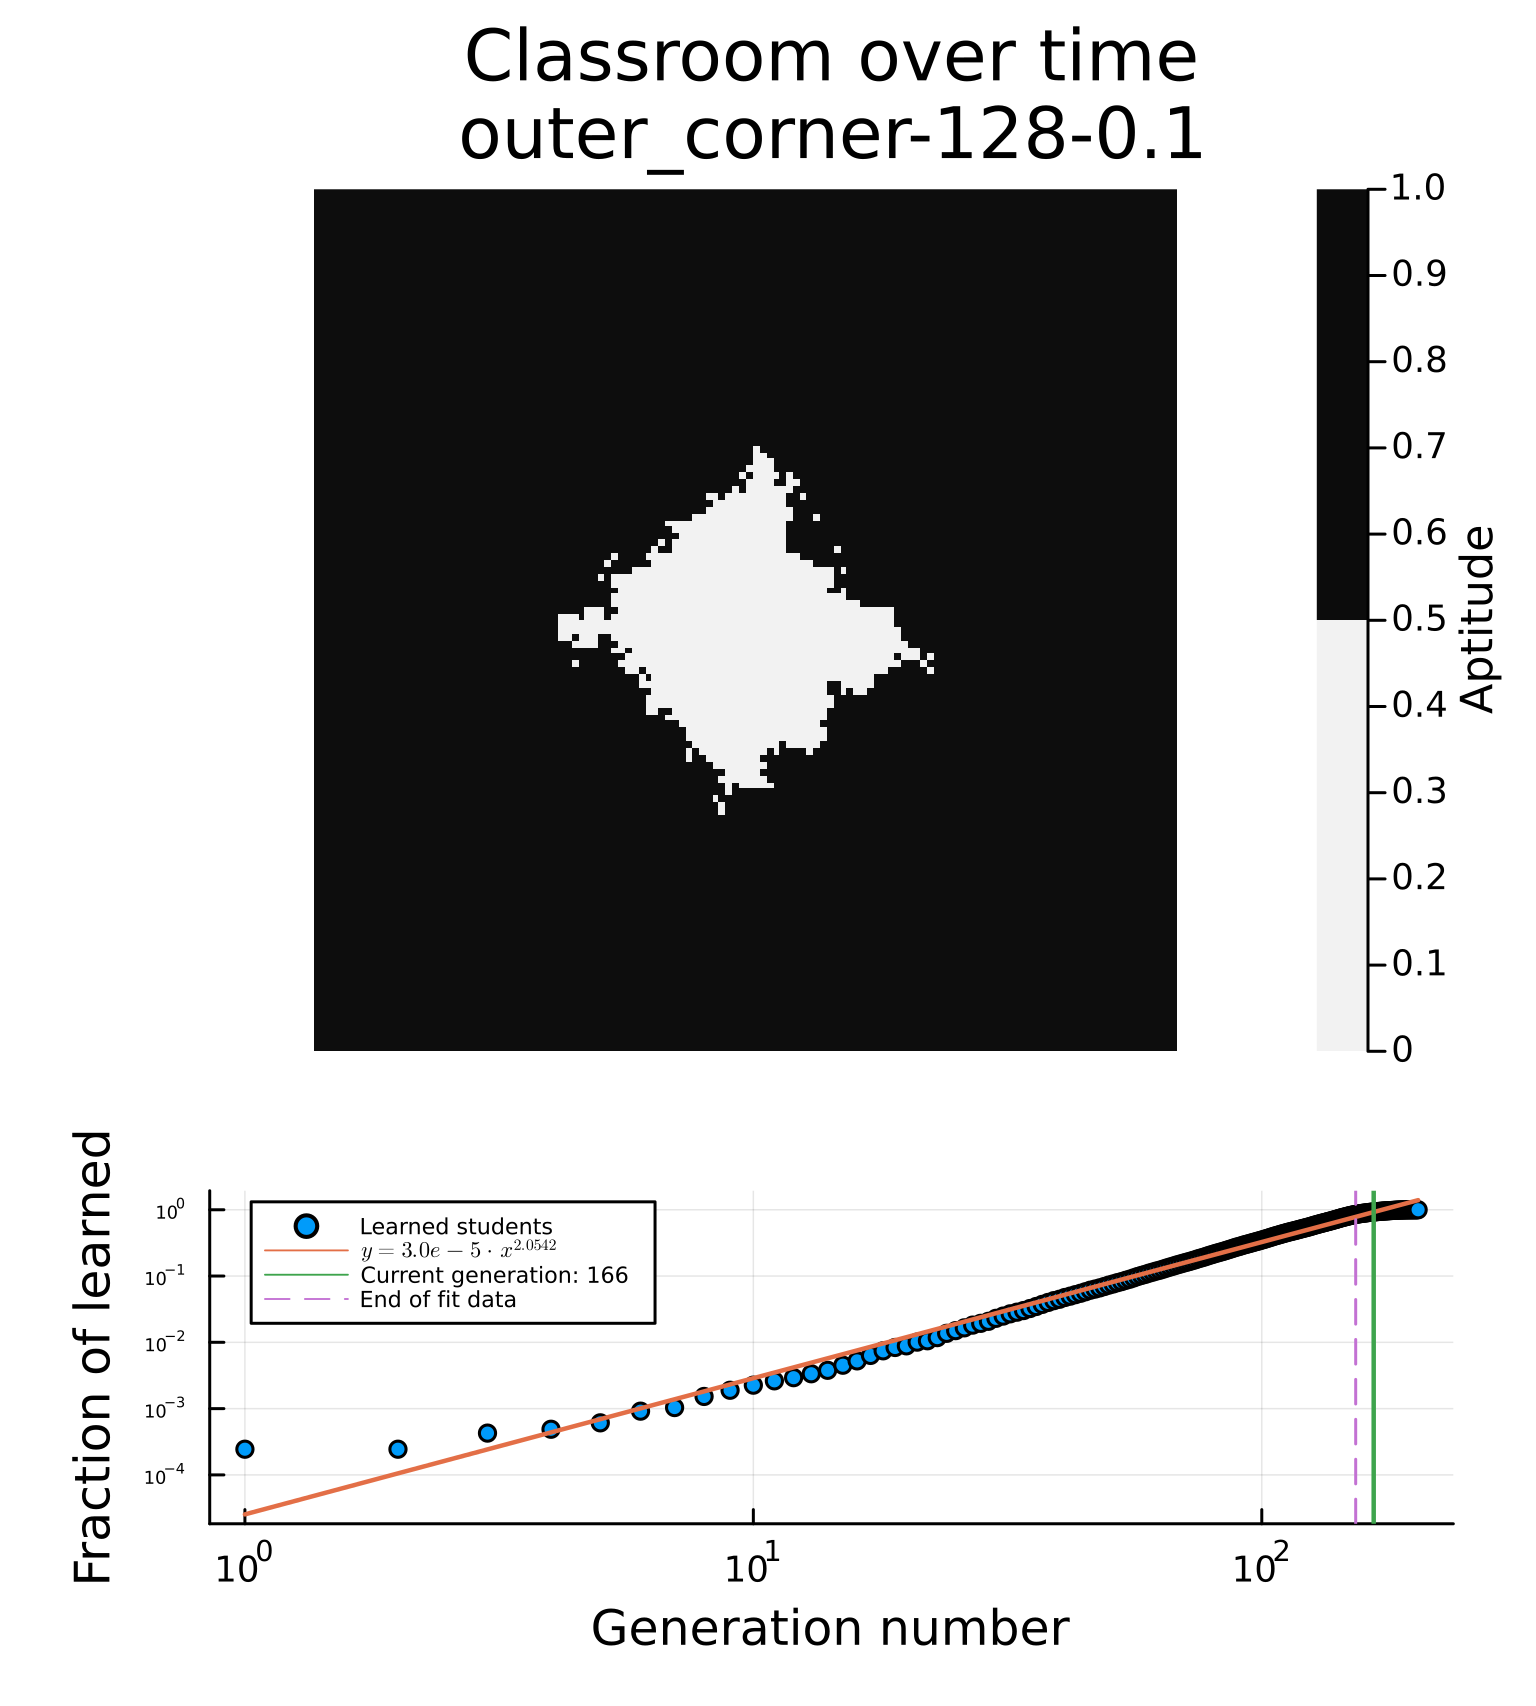 Classroom over time
outer_corner-128-0.1
1.0
0.9
0.8
0.7
0.6
0.5
0.4
0.3
0.2
0.1
0
Aptitude
Fraction of learned
10⁰
10⁻¹
10⁻²
10⁻³
10⁻⁴
Learned students
y = 3.0e − 5 · x^2.0542
Current generation: 166
End of fit data
10⁰ 10¹ 10²
Generation number